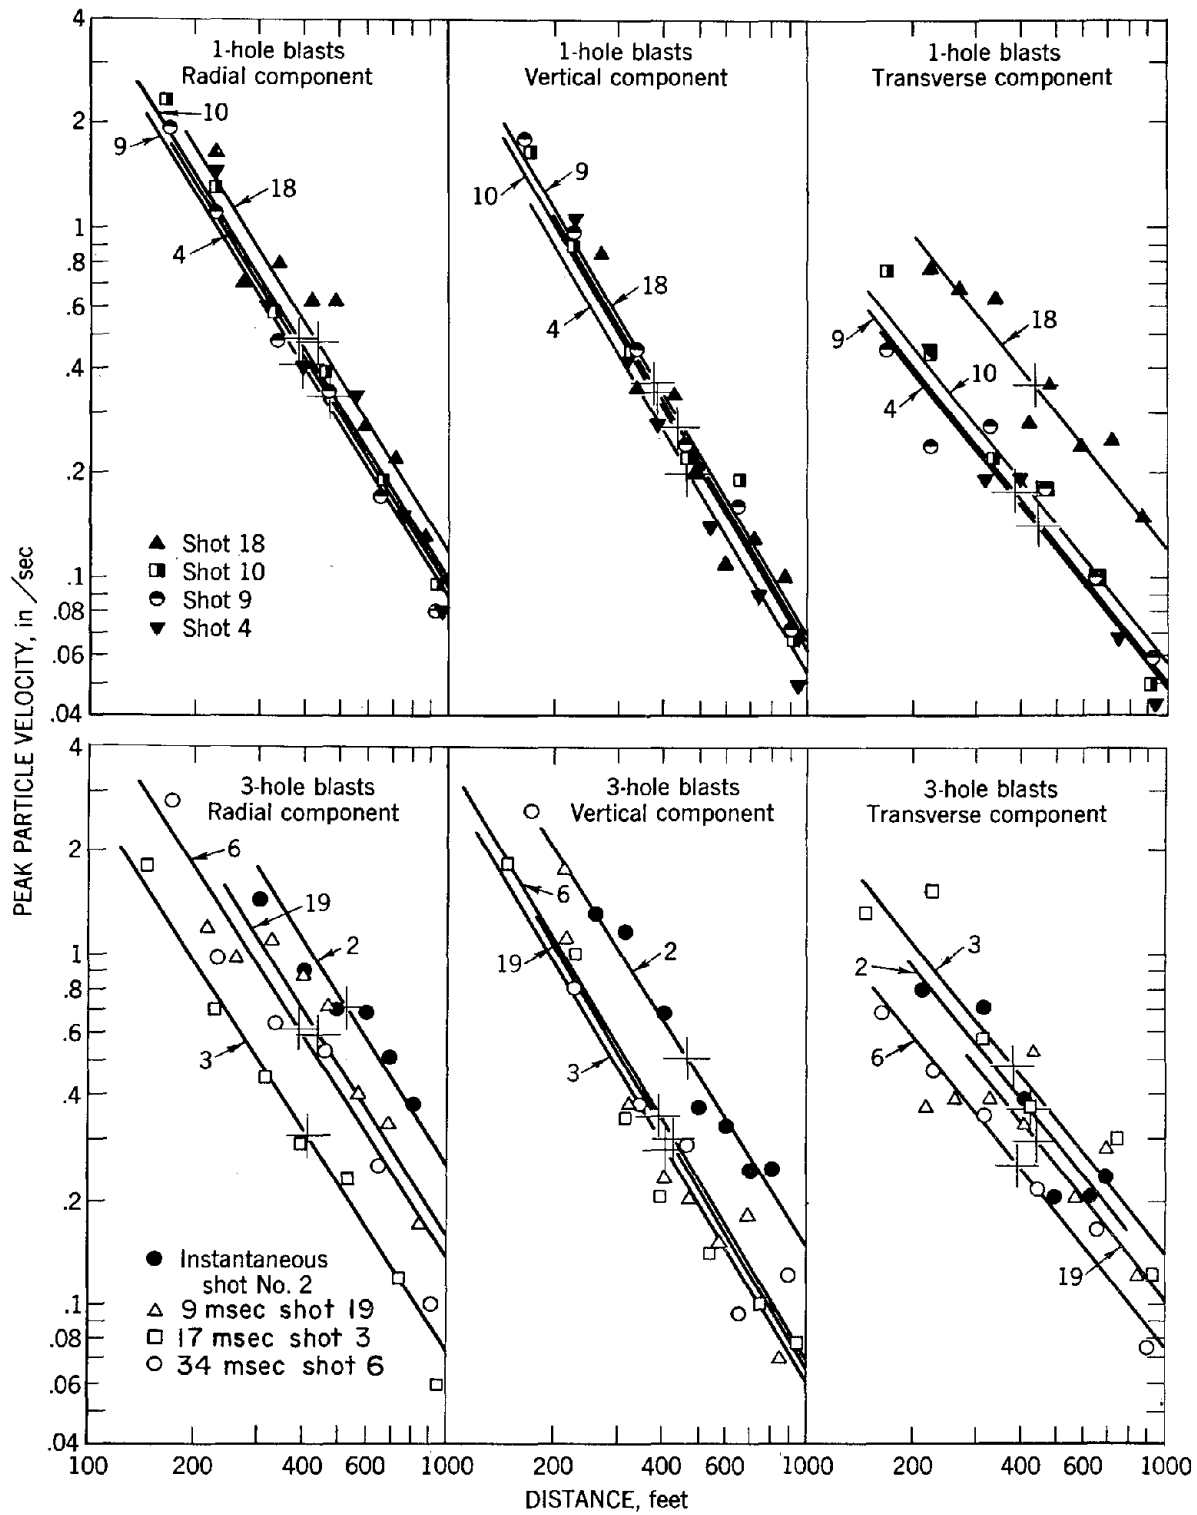 PEAK PARTICLE VELOCITY, in/sec
4
2
1
.8
.6
.4
.2
.1
.08
.06
.04
1-hole blasts
Radial component
10
9
18
4
▲ Shot 18
Shot 10
Shot 9
▼ Shot 4
1-hole blasts
Vertical component
9
10
18
4
1-hole blasts
Transverse component
18
9
10
4
4
2
1
.8
.6
.4
.2
.1
.08
.06
.04
3-hole blasts
Radial component
6
19
2
3
● Instantaneous
shot No. 2
△ 9 msec shot 19
□ 17 msec shot 3
○ 34 msec shot 6
3-hole blasts
Vertical component
6
2
19
3
3-hole blasts
Transverse component
3
2
6
19
100 200 400 600 1000 200 400 600 1000 200 400 600 1000
DISTANCE, feet